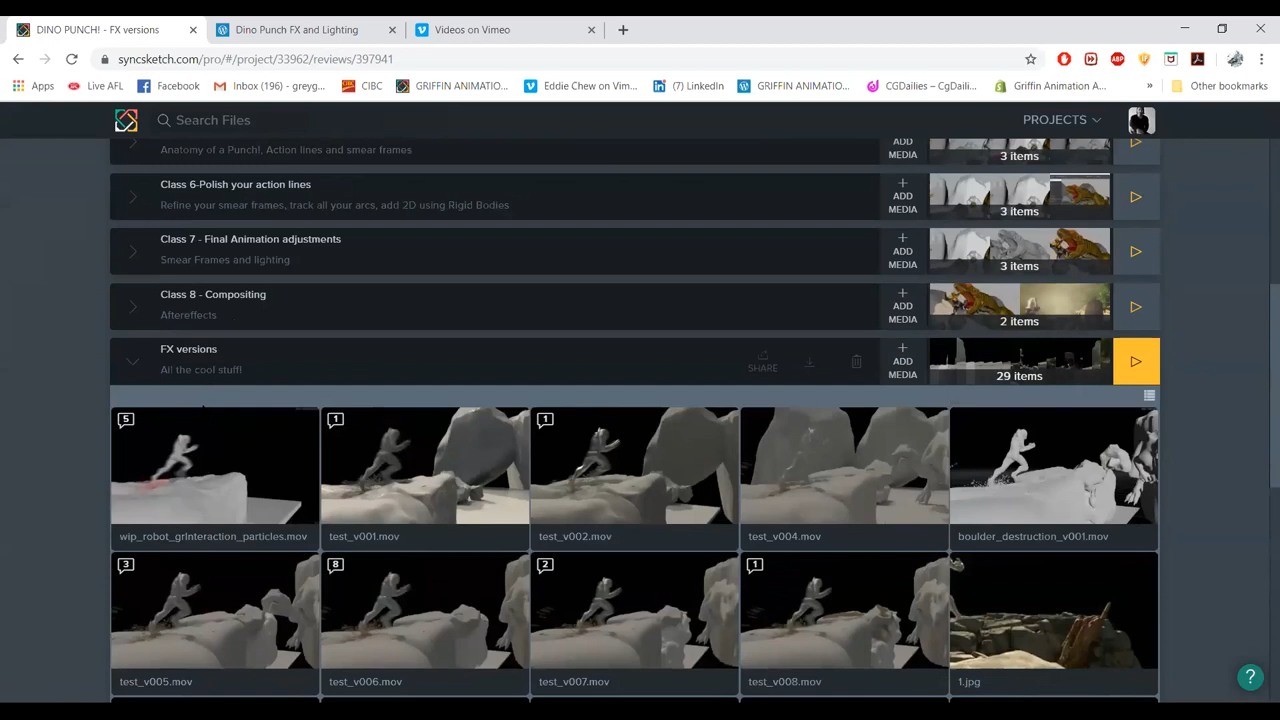 DINO PUNCH! - FX versions
Dino Punch FX and Lighting
Videos on Vimeo
syncsketch.com/pro/#/project/33962/reviews/397941
Apps
Live AFL
Facebook
Inbox (196) - greyg...
CIBC
GRIFFIN ANIMATIO...
Eddie Chew on Vim...
(7) LinkedIn
GRIFFIN ANIMATIO...
CGDailies – CgDaili...
Griffin Animation A...
»
Other bookmarks
Search Files
PROJECTS
Anatomy of a Punch!, Action lines and smear frames
ADD
MEDIA
3 items
Class 6-Polish your action lines
Refine your smear frames, track all your arcs, add 2D using Rigid Bodies
ADD
MEDIA
3 items
Class 7 - Final Animation adjustments
Smear Frames and lighting
ADD
MEDIA
3 items
Class 8 - Compositing
Aftereffects
ADD
MEDIA
2 items
FX versions
All the cool stuff!
SHARE
ADD
MEDIA
29 items
5
1
1
wip_robot_grInteraction_particles.mov
test_v001.mov
test_v002.mov
test_v004.mov
boulder_destruction_v001.mov
3
8
2
1
test_v005.mov
test_v006.mov
test_v007.mov
test_v008.mov
1.jpg
?